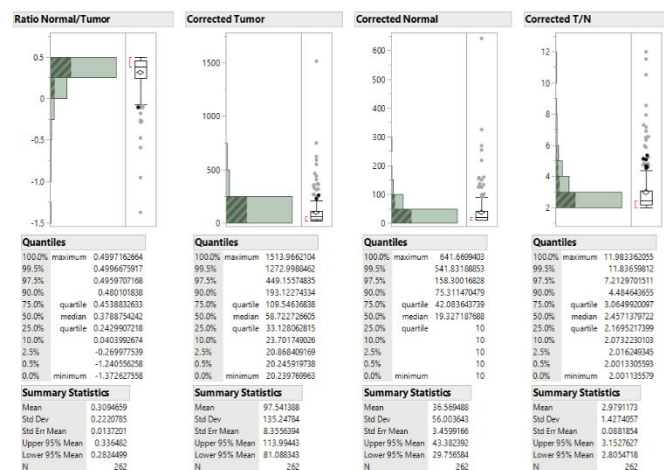 Ratio Normal/Tumor
0.5
0
-0.5
-1.0
-1.5
Quantiles
100.0% maximum 0.4997162664
99.5% 0.4996675917
97.5% 0.4959707168
90.0% 0.480101838
75.0% quartile 0.4538832633
50.0% median 0.3788754242
25.0% quartile 0.2429907218
10.0% 0.0403992674
2.5% -0.269977539
0.5% -1.240556258
0.0% minimum -1.372627558
Summary Statistics
Mean 0.3094659
Std Dev 0.2220785
Std Err Mean 0.0137201
Upper 95% Mean 0.336482
Lower 95% Mean 0.2824499
N 262
Corrected Tumor
1500
1000
500
0
Quantiles
100.0% maximum 1513.9662104
99.5% 1272.9988462
97.5% 449.15574835
90.0% 193.12274334
75.0% quartile 109.54636838
50.0% median 58.722726605
25.0% quartile 33.128062815
10.0% 23.701749026
2.5% 20.868409169
0.5% 20.245919738
0.0% minimum 20.239769963
Summary Statistics
Mean 97.541388
Std Dev 135.24784
Std Err Mean 8.3556394
Upper 95% Mean 113.99443
Lower 95% Mean 81.088343
N 262
Corrected Normal
600
500
400
300
200
100
0
Quantiles
100.0% maximum 641.6699403
99.5% 541.83188853
97.5% 158.30016628
90.0% 75.311470479
75.0% quartile 42.083643739
50.0% median 19.327187688
25.0% quartile 10
10.0% 10
2.5% 10
0.5% 10
0.0% minimum 10
Summary Statistics
Mean 36.569488
Std Dev 56.003643
Std Err Mean 3.4599166
Upper 95% Mean 43.382392
Lower 95% Mean 29.756584
N 262
Corrected T/N
12
10
8
6
4
2
Quantiles
100.0% maximum 11.983362055
99.5% 11.83659812
97.5% 7.2129701511
90.0% 4.484643655
75.0% quartile 3.0649920097
50.0% median 2.4571379722
25.0% quartile 2.1695217399
10.0% 2.0732230103
2.5% 2.016249345
0.5% 2.0013305593
0.0% minimum 2.001135579
Summary Statistics
Mean 2.9791173
Std Dev 1.4274057
Std Err Mean 0.0881854
Upper 95% Mean 3.1527627
Lower 95% Mean 2.8054718
N 262